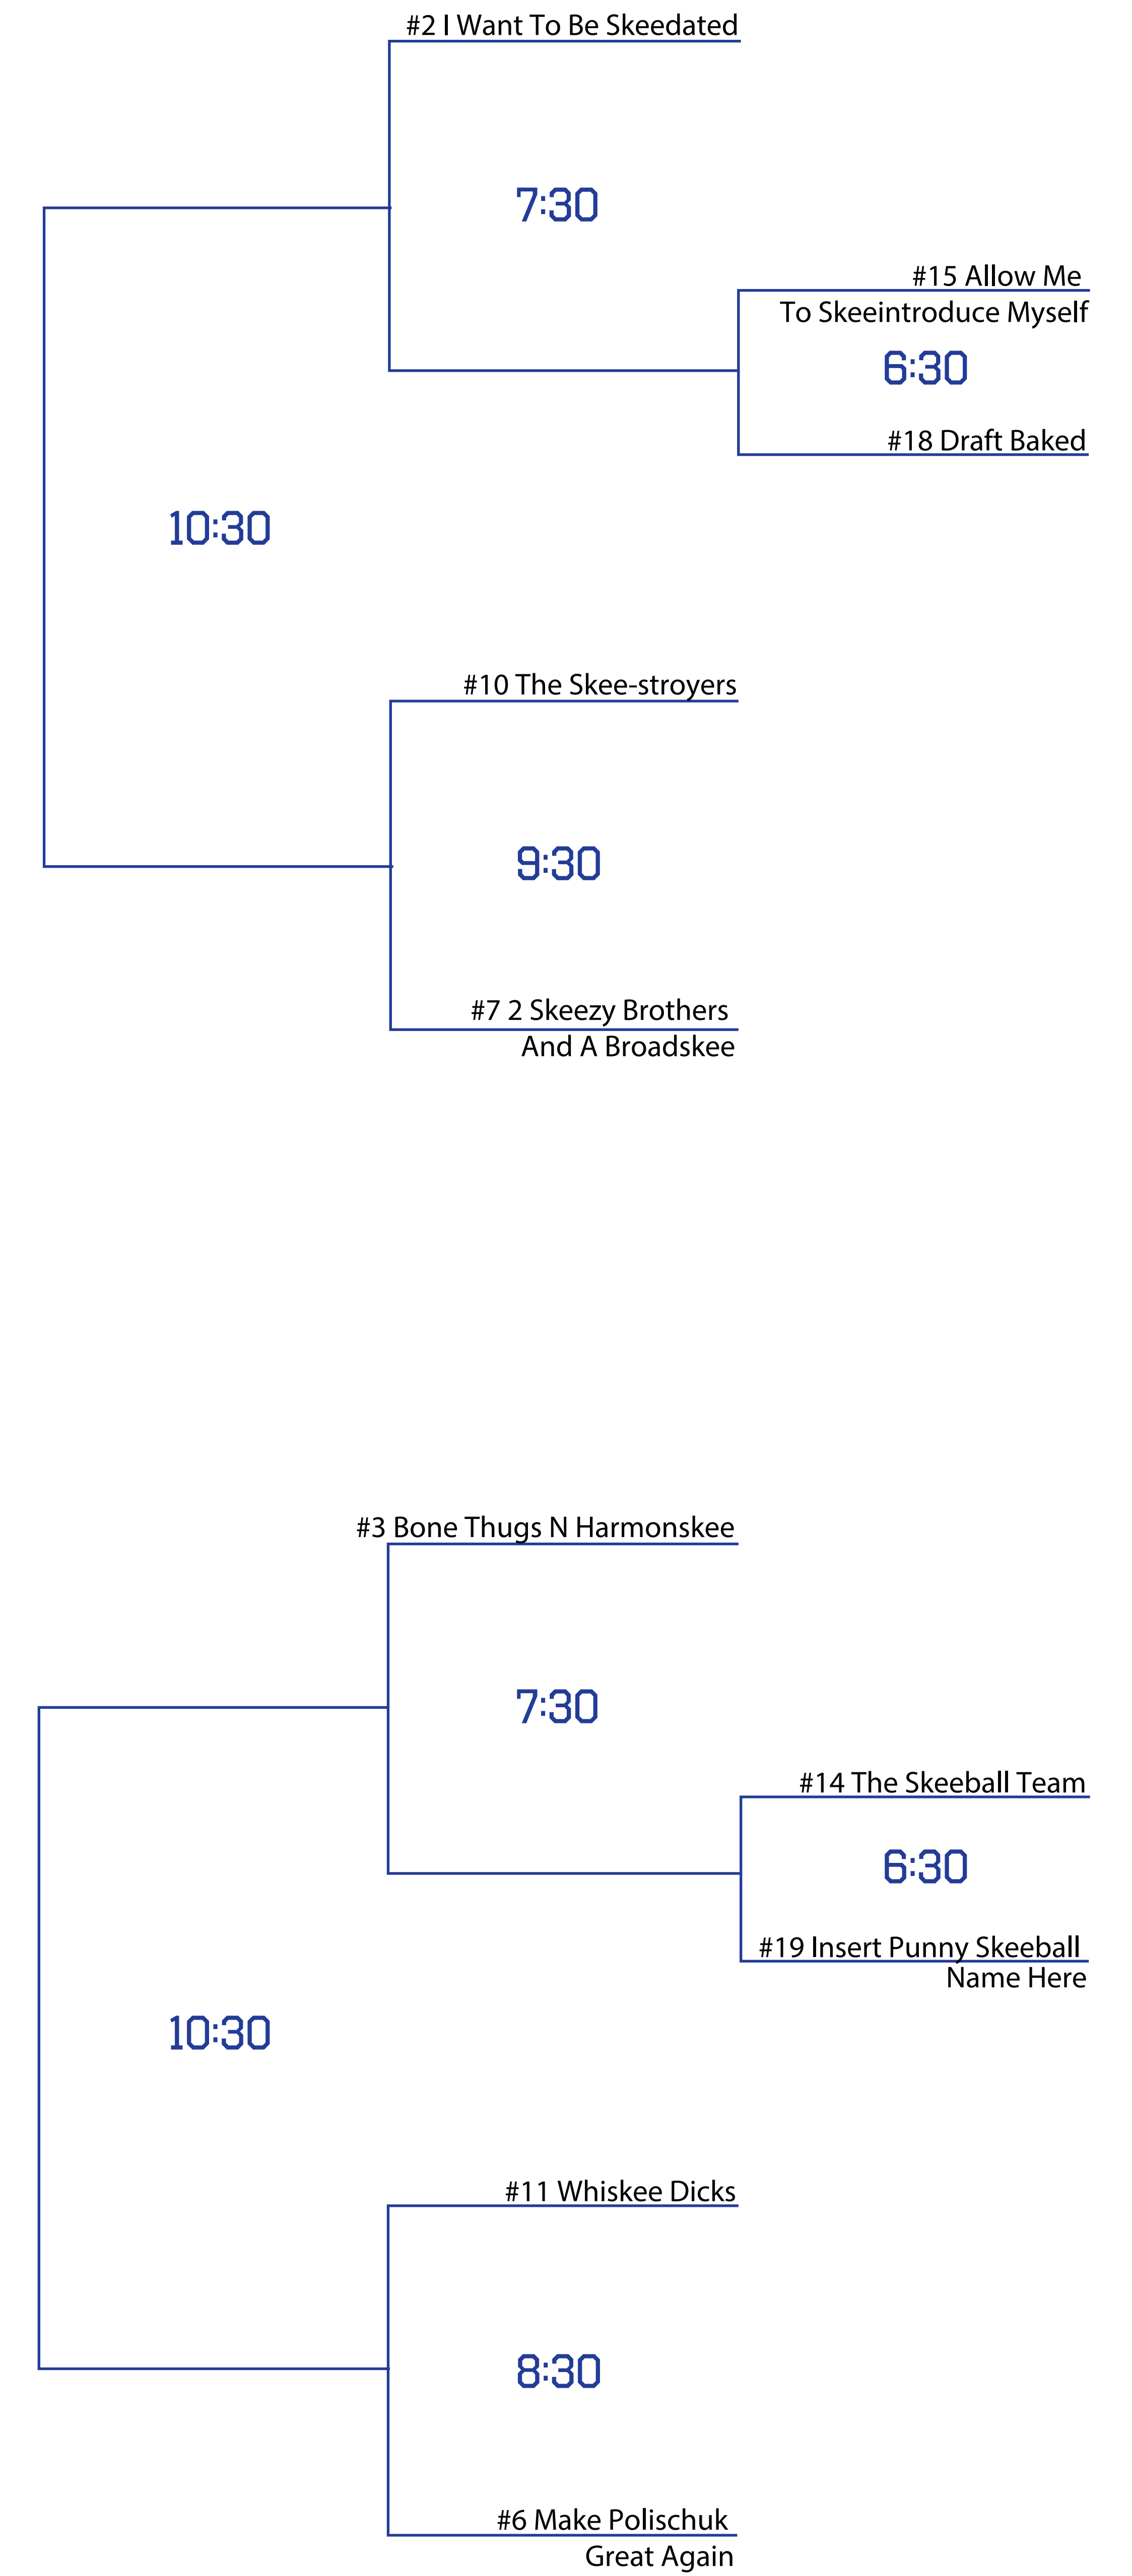 #2 I Want To Be Skeedated
7:30
#15 Allow Me
To Skeeintroduce Myself
6:30
#18 Draft Baked
10:30
#10 The Skee-stroyers
9:30
#7 2 Skeezy Brothers
And A Broadskee
#3 Bone Thugs N Harmonskee
7:30
#14 The Skeeball Team
6:30
#19 Insert Punny Skeeball
Name Here
10:30
#11 Whiskee Dicks
8:30
#6 Make Polischuk
Great Again